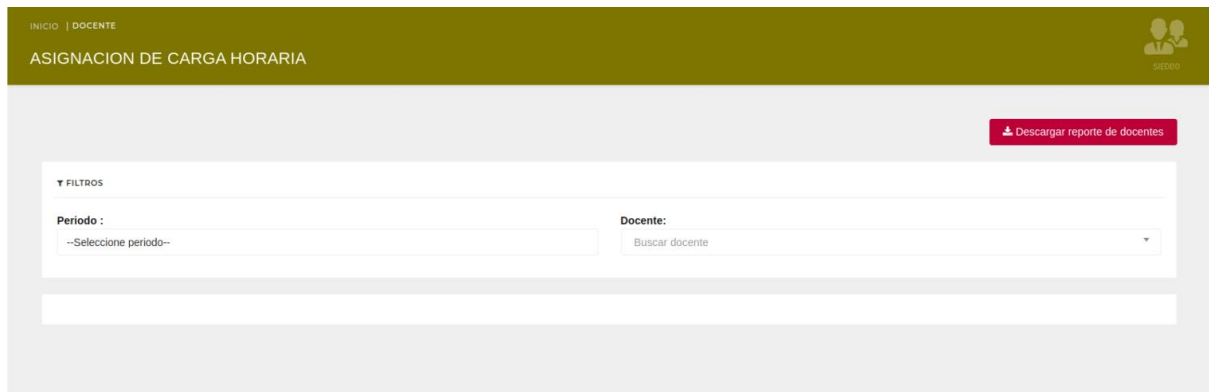 INICIO | DOCENTE
ASIGNACION DE CARGA HORARIA
SIEDDO
Descargar reporte de docentes
FILTROS
Periodo :
Docente:
--Seleccione periodo--
Buscar docente